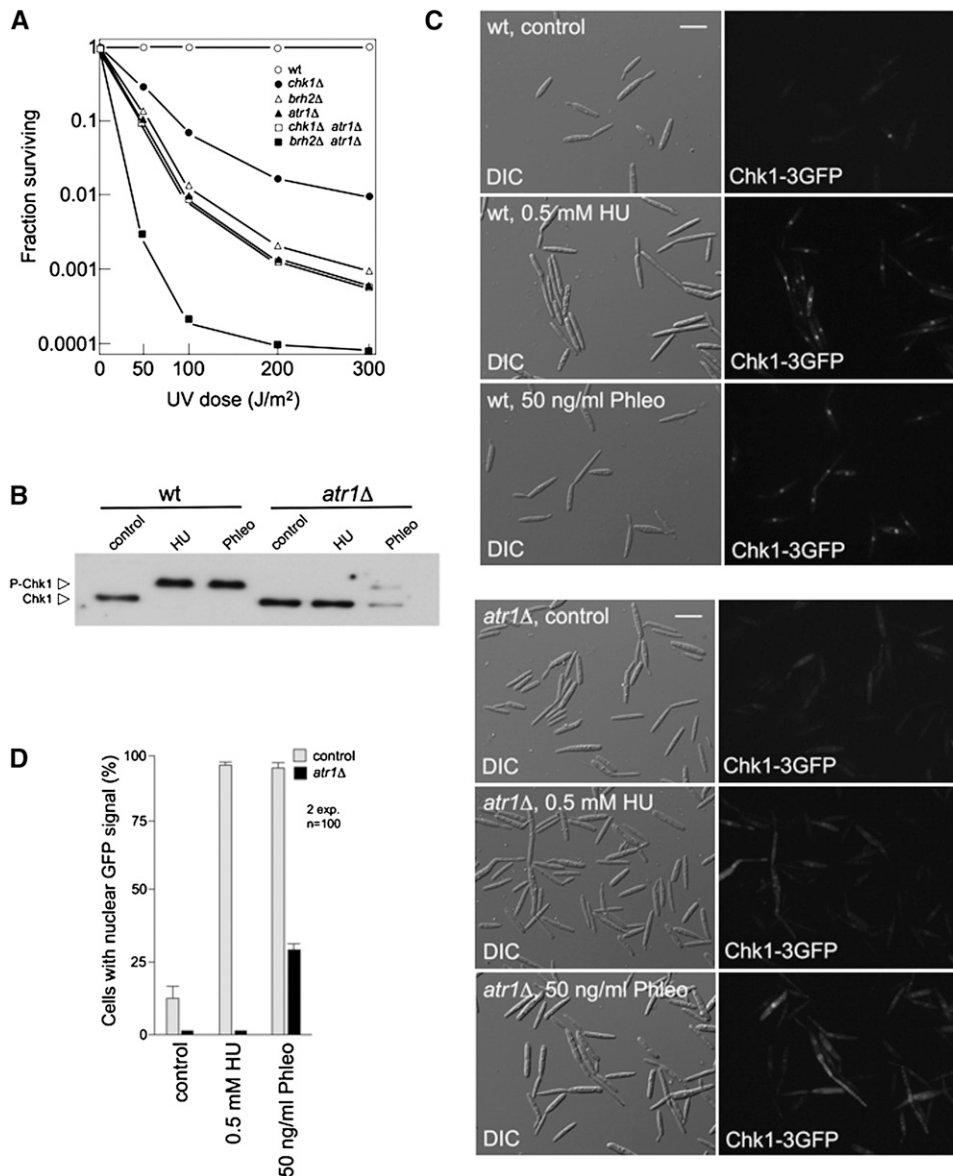 A
1
0.1
0.01
0.001
0.0001
Fraction surviving
0
50
100
200
300
UV dose (J/m²)
wt
chk1Δ
brh2Δ
atr1Δ
chk1Δ atr1Δ
brh2Δ atr1Δ
B
wt
atr1Δ
control
HU
Phleo
control
HU
Phleo
P-Chk1 ▷
Chk1 ▷
D
Cells with nuclear GFP signal (%)
100
75
50
25
0
control
atr1Δ
2 exp.
n=100
control
0.5 mM HU
50 ng/ml Phleo
C
wt, control
DIC
Chk1-3GFP
wt, 0.5 mM HU
DIC
Chk1-3GFP
wt, 50 ng/ml Phleo
DIC
Chk1-3GFP
atr1Δ, control
DIC
Chk1-3GFP
atr1Δ, 0.5 mM HU
DIC
Chk1-3GFP
atr1Δ, 50 ng/ml Phleo
DIC
Chk1-3GFP